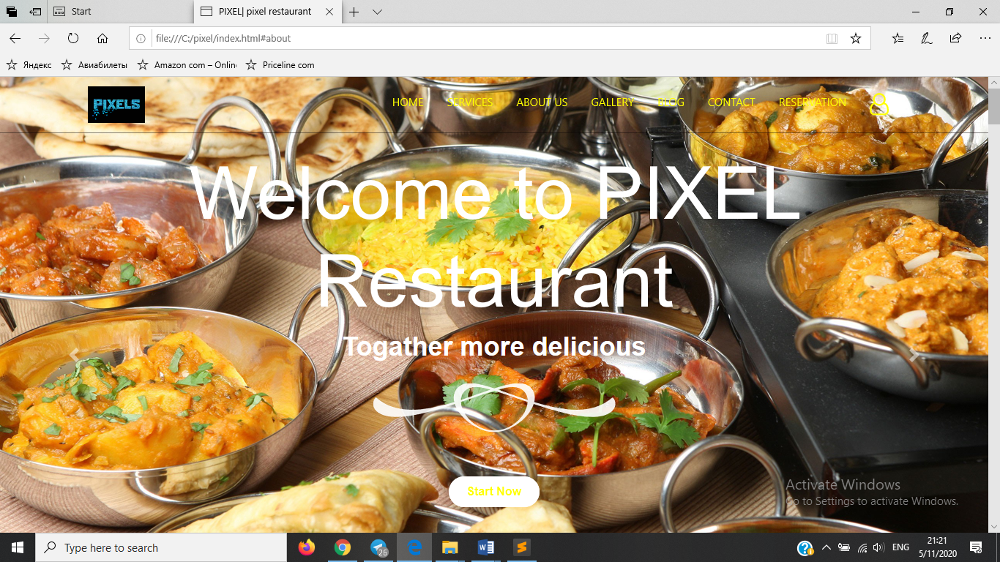 Start
PIXEL| pixel restaurant
file:///C:/pixel/index.html#about
Яндекс
Авиабилеты
Amazon com – Onlin
Priceline com
PIXELS
HOME
SERVICES
ABOUT US
GALLERY
BLOG
CONTACT
RESERVATION
Welcome to PIXEL
Restaurant
Togather more delicious
Start Now
Activate Windows
Go to Settings to activate Windows.
Type here to search
26
ENG
21:21
5/11/2020